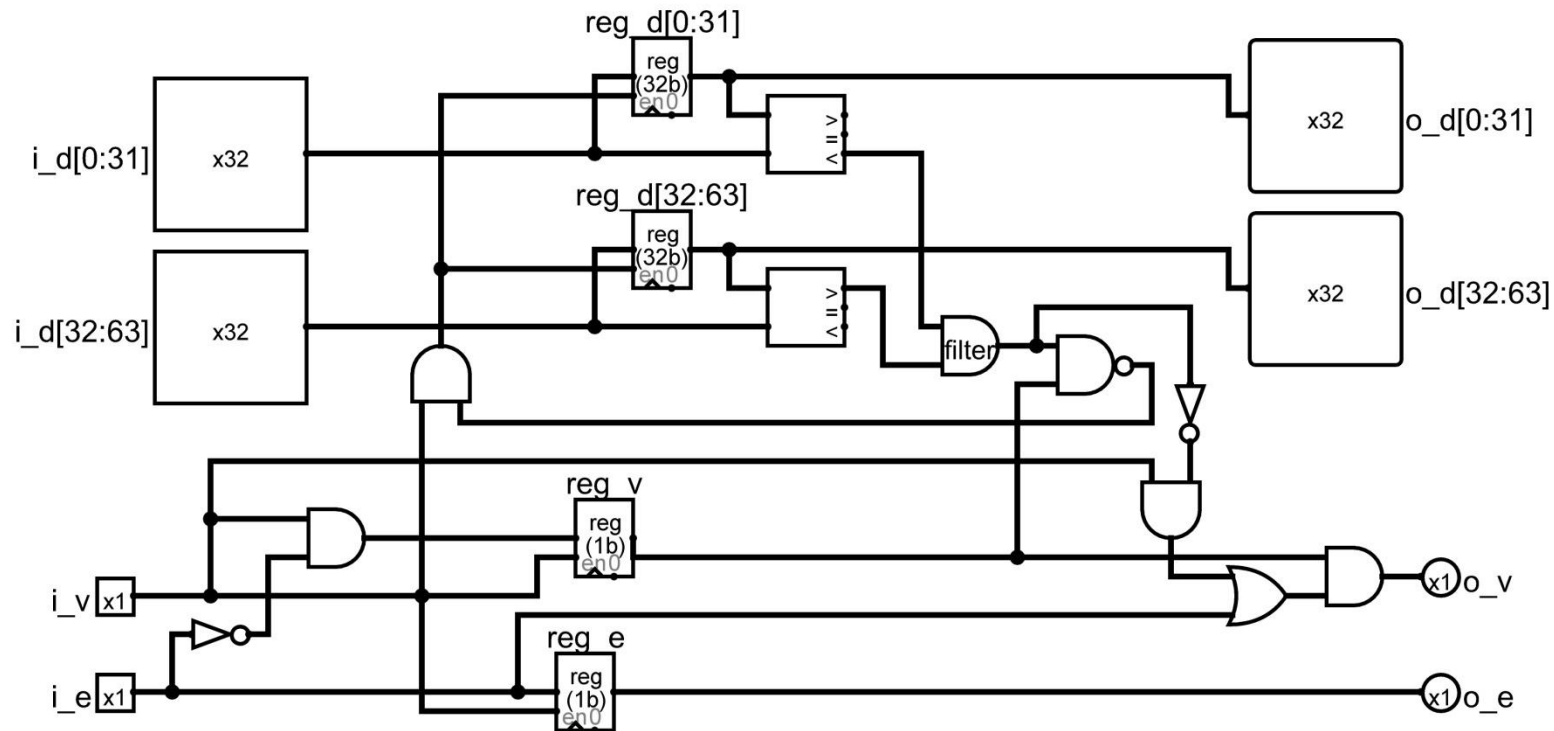 reg_d[0:31]
reg
(32b)
en0
x32
i_d[0:31]
>
=
<
x32
o_d[0:31]
reg_d[32:63]
reg
(32b)
en0
x32
i_d[32:63]
>
=
<
x32
o_d[32:63]
filter
reg_v
reg
(1b)
en0
i_v
x1
x1
o_v
reg_e
reg
(1b)
en0
i_e
x1
x1
o_e